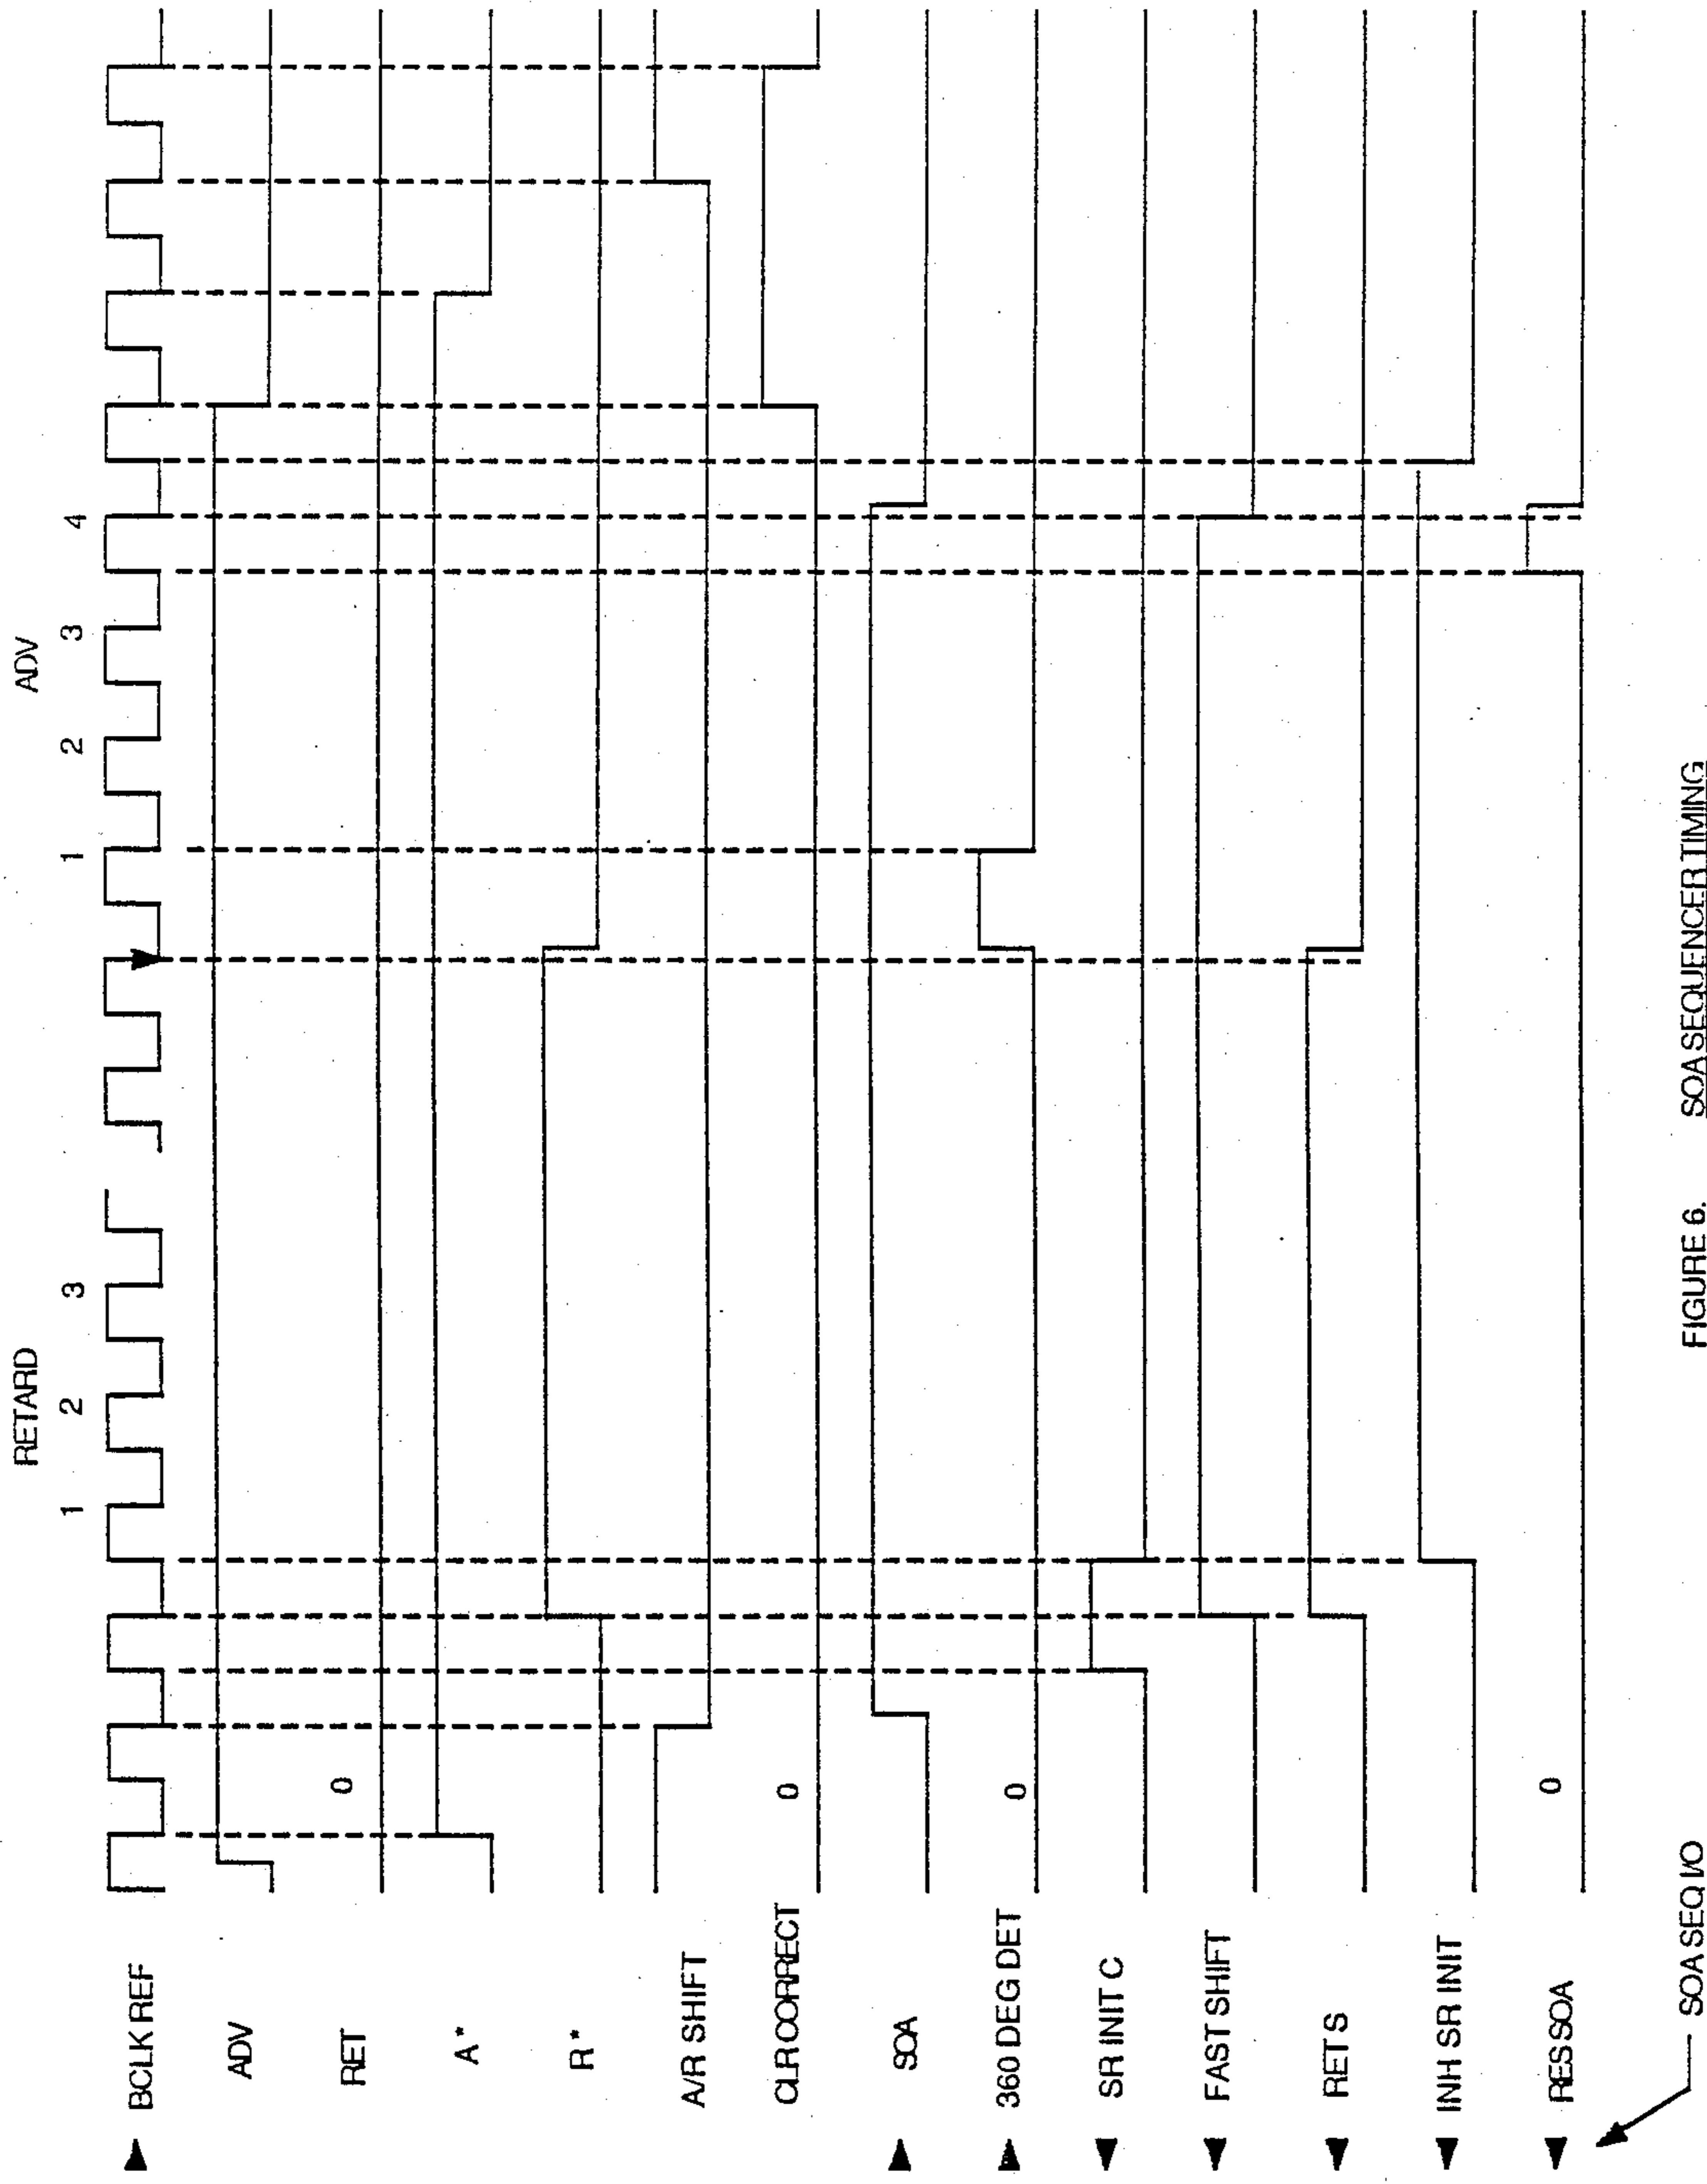 RETARD ADV
1 2 3 1 2 3 4
BCLK REF
ADV
RET 0
A*
R*
A/R SHIFT
CLR CORRECT 0
SOA
360 DEG DET 0
SR INIT C
FAST SHIFT
RET S
INH SR INIT
RES SOA 0
SOA SEQ I/O
FIGURE 6. SOA SEQUENCER TIMING